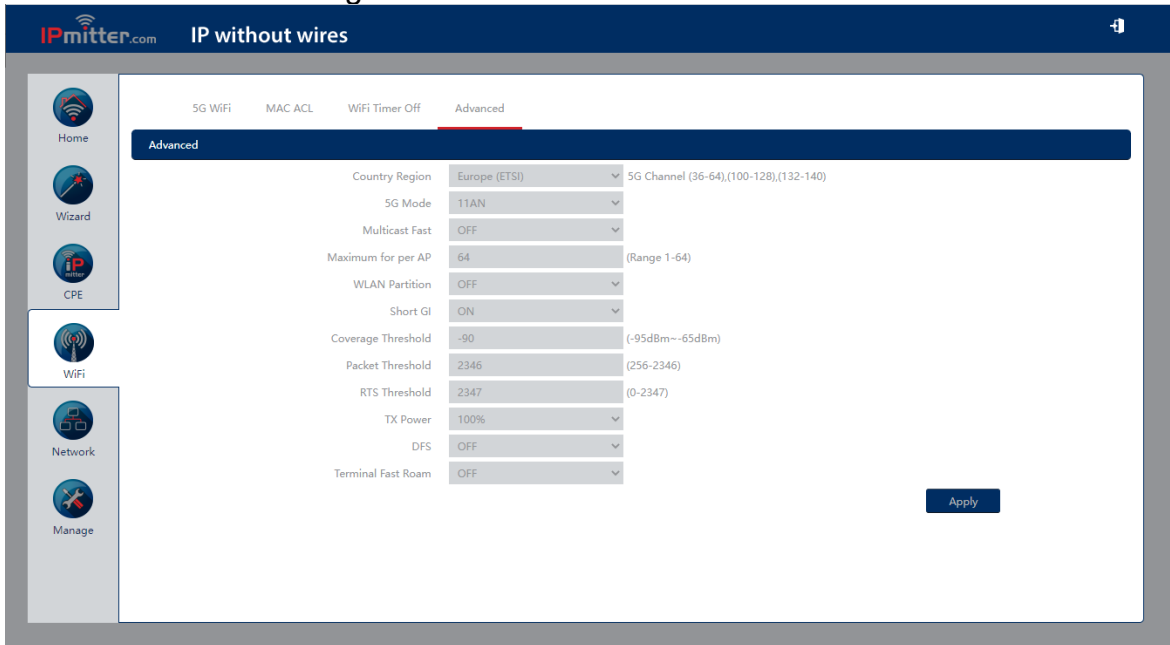 IPmitter.com IP without wires
5G WiFi MAC ACL WiFi Timer Off Advanced
Home
Advanced
Country Region Europe (ETSI) 5G Channel (36-64),(100-128),(132-140)
5G Mode 11AN
Wizard
Multicast Fast OFF
Maximum for per AP 64 (Range 1-64)
iP mitter
WLAN Partition OFF
CPE
Short GI ON
Coverage Threshold -90 (-95dBm~-65dBm)
Packet Threshold 2346 (256-2346)
WiFi
RTS Threshold 2347 (0-2347)
TX Power 100%
DFS OFF
Network
Terminal Fast Roam OFF
Apply
Manage